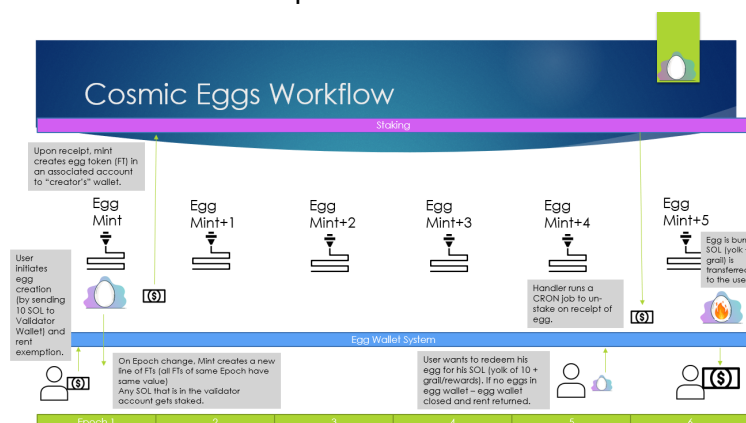 Cosmic Eggs Workflow
Staking
Upon receipt, mint
creates egg token (FT) in
an associated account
to “creator’s” wallet.
Egg
Mint
Egg
Mint+1
Egg
Mint+2
Egg
Mint+3
Egg
Mint+4
Egg
Mint+5
User
initiates
egg
creation
(by sending
10 SOL to
Validator
Wallet) and
rent
exemption.
Handler runs a
CRON job to un-
stake on receipt of
egg.
Egg is
SOL (yolk
grail) is
transferre
to the use
Egg Wallet System
On Epoch change, Mint creates a new
line of FTs (all FTs of same Epoch have
same value)
Any SOL that is in the validator
account gets staked.
User wants to redeem his
egg for his SOL (yolk of 10 +
grail/rewards). If no eggs in
egg wallet – egg wallet
closed and rent returned.
Epoch 1
2
3
4
5
6